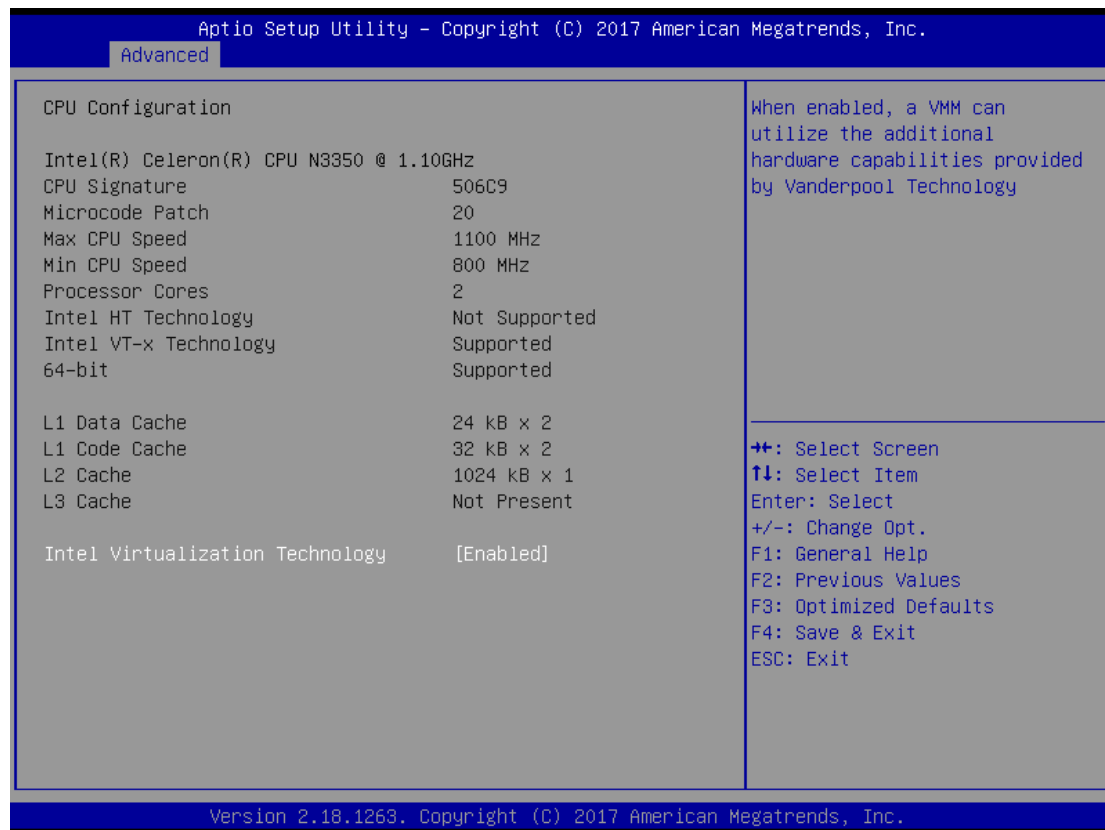 Aptio Setup Utility – Copyright (C) 2017 American Megatrends, Inc.
Advanced
CPU Configuration
Intel(R) Celeron(R) CPU N3350 @ 1.10GHz
CPU Signature 506C9
Microcode Patch 20
Max CPU Speed 1100 MHz
Min CPU Speed 800 MHz
Processor Cores 2
Intel HT Technology Not Supported
Intel VT-x Technology Supported
64-bit Supported
L1 Data Cache 24 kB x 2
L1 Code Cache 32 kB x 2
L2 Cache 1024 kB x 1
L3 Cache Not Present
Intel Virtualization Technology [Enabled]
When enabled, a VMM can
utilize the additional
hardware capabilities provided
by Vanderpool Technology
→←: Select Screen
↑↓: Select Item
Enter: Select
+/-: Change Opt.
F1: General Help
F2: Previous Values
F3: Optimized Defaults
F4: Save & Exit
ESC: Exit
Version 2.18.1263. Copyright (C) 2017 American Megatrends, Inc.